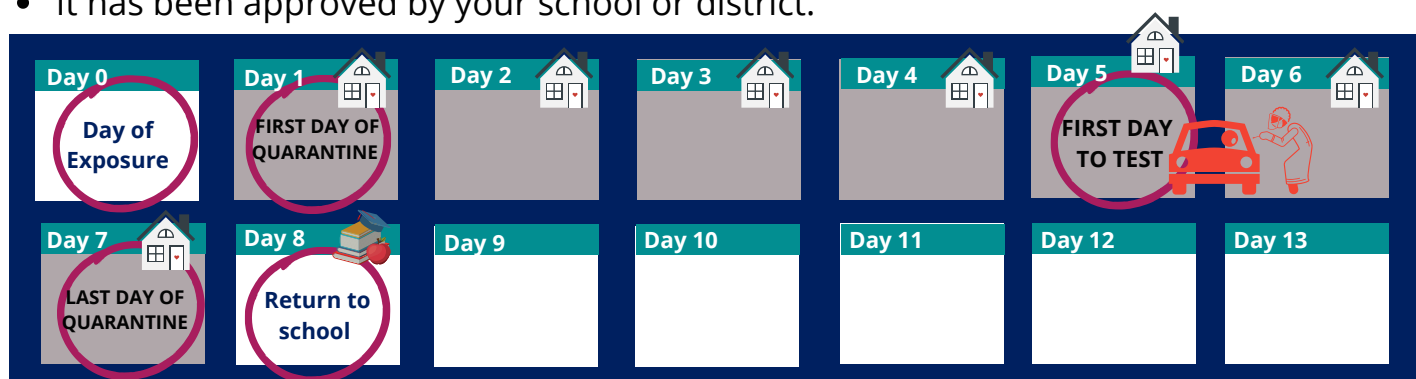 • It has been approved by your school or district.
Day 0
Day of
Exposure
Day 1
FIRST DAY OF
QUARANTINE
Day 2
Day 3
Day 4
Day 5
FIRST DAY
TO TEST
Day 6
Day 7
LAST DAY OF
QUARANTINE
Day 8
Return to
school
Day 9
Day 10
Day 11
Day 12
Day 13